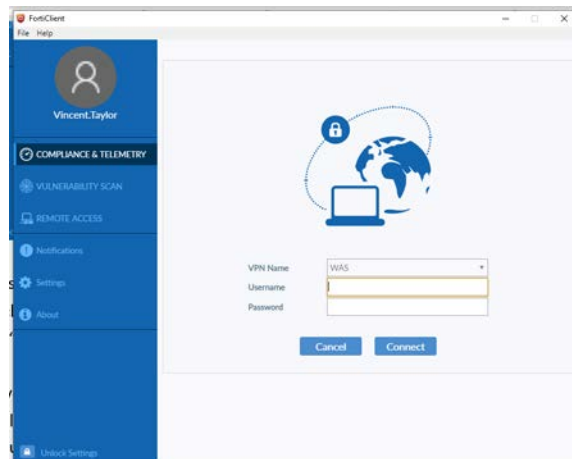 FortiClient
File Help
Vincent.Taylor
COMPLIANCE & TELEMETRY
VULNERABILITY SCAN
REMOTE ACCESS
Notifications
Settings
About
Unlock Settings
VPN Name WAS
Username
Password
Cancel Connect